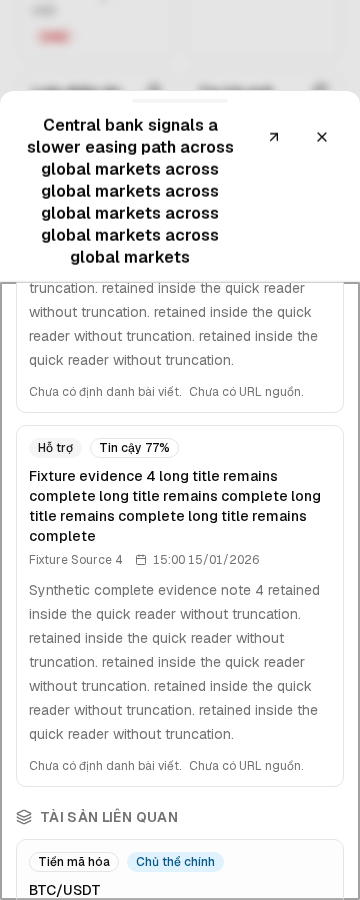 Central bank signals a
slower easing path across
global markets across
global markets across
global markets across
global markets across
global markets
truncation. retained inside the quick reader
without truncation. retained inside the quick
reader without truncation. retained inside the
quick reader without truncation.
Chưa có định danh bài viết. Chưa có URL nguồn.
Hỗ trợ Tin cậy 77%
Fixture evidence 4 long title remains
complete long title remains complete long
title remains complete long title remains
complete
Fixture Source 4 15:00 15/01/2026
Synthetic complete evidence note 4 retained
inside the quick reader without truncation.
retained inside the quick reader without
truncation. retained inside the quick reader
without truncation. retained inside the quick
reader without truncation. retained inside the
quick reader without truncation.
Chưa có định danh bài viết. Chưa có URL nguồn.
TÀI SẢN LIÊN QUAN
Tiền mã hóa Chủ thể chính
BTC/USDT